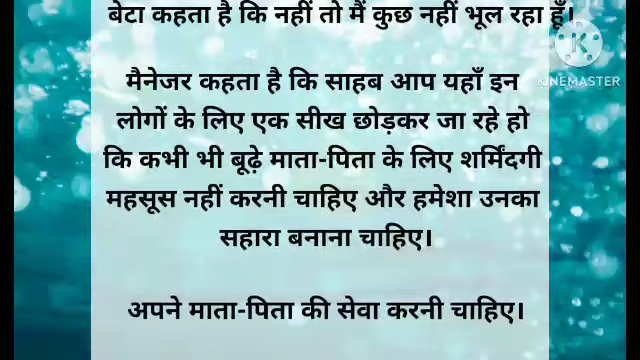 बेटा कहता है कि नहीं तो मैं कुछ नहीं भूल रहा हूँ।
KINEMASTER
मैनेजर कहता है कि साहब आप यहाँ इन
लोगों के लिए एक सीख छोड़कर जा रहे हो
कि कभी भी बूढ़े माता-पिता के लिए शर्मिंदगी
महसूस नहीं करनी चाहिए और हमेशा उनका
सहारा बनाना चाहिए।
अपने माता-पिता की सेवा करनी चाहिए।